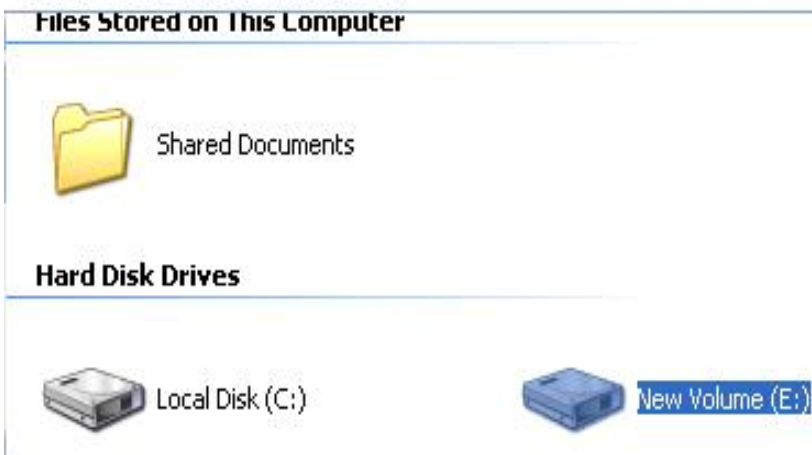 Files Stored on This Computer
Shared Documents
Hard Disk Drives
Local Disk (C:)
New Volume (E:)